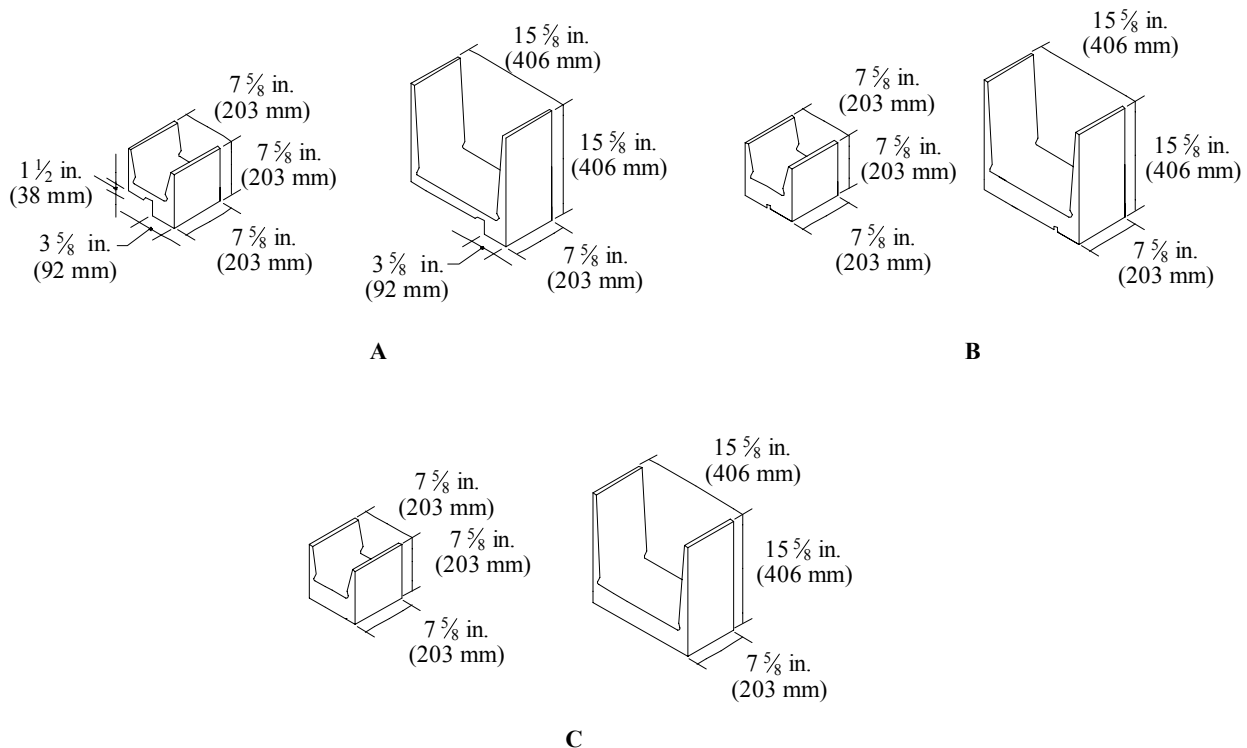 15 5/8 in.
(406 mm)
7 5/8 in.
(203 mm)
15 5/8 in.
(406 mm)
7 5/8 in.
(203 mm)
1 1/2 in.
(38 mm)
3 5/8 in.
(92 mm)
7 5/8 in.
(203 mm)
3 5/8 in.
(92 mm)
7 5/8 in.
(203 mm)
A
15 5/8 in.
(406 mm)
7 5/8 in.
(203 mm)
7 5/8 in.
(203 mm)
15 5/8 in.
(406 mm)
7 5/8 in.
(203 mm)
7 5/8 in.
(203 mm)
B
15 5/8 in.
(406 mm)
7 5/8 in.
(203 mm)
7 5/8 in.
(203 mm)
15 5/8 in.
(406 mm)
7 5/8 in.
(203 mm)
7 5/8 in.
(203 mm)
C